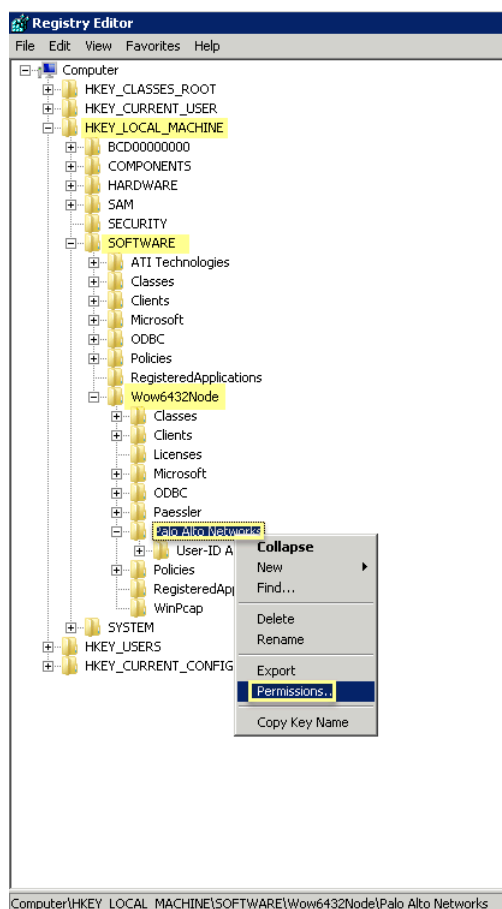 Registry Editor
File Edit View Favorites Help
Computer
HKEY_CLASSES_ROOT
HKEY_CURRENT_USER
HKEY_LOCAL_MACHINE
BCD00000000
COMPONENTS
HARDWARE
SAM
SECURITY
SOFTWARE
ATI Technologies
Classes
Clients
Microsoft
ODBC
Policies
RegisteredApplications
Wow6432Node
Classes
Clients
Licenses
Microsoft
ODBC
Paessler
Palo Alto Networks
User-ID A
Policies
RegisteredAp
WinPcap
SYSTEM
HKEY_USERS
HKEY_CURRENT_CONFIG
Collapse
New
Find...
Delete
Rename
Export
Permissions...
Copy Key Name
Computer\HKEY_LOCAL_MACHINE\SOFTWARE\Wow6432Node\Palo Alto Networks